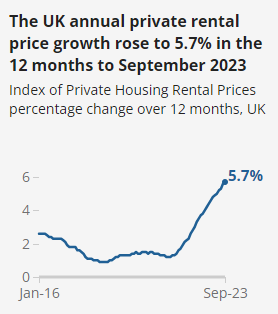 The UK annual private rental
price growth rose to 5.7% in the
12 months to September 2023
Index of Private Housing Rental Prices
percentage change over 12 months, UK
5.7%
6
4
2
0
Jan-16
Sep-23